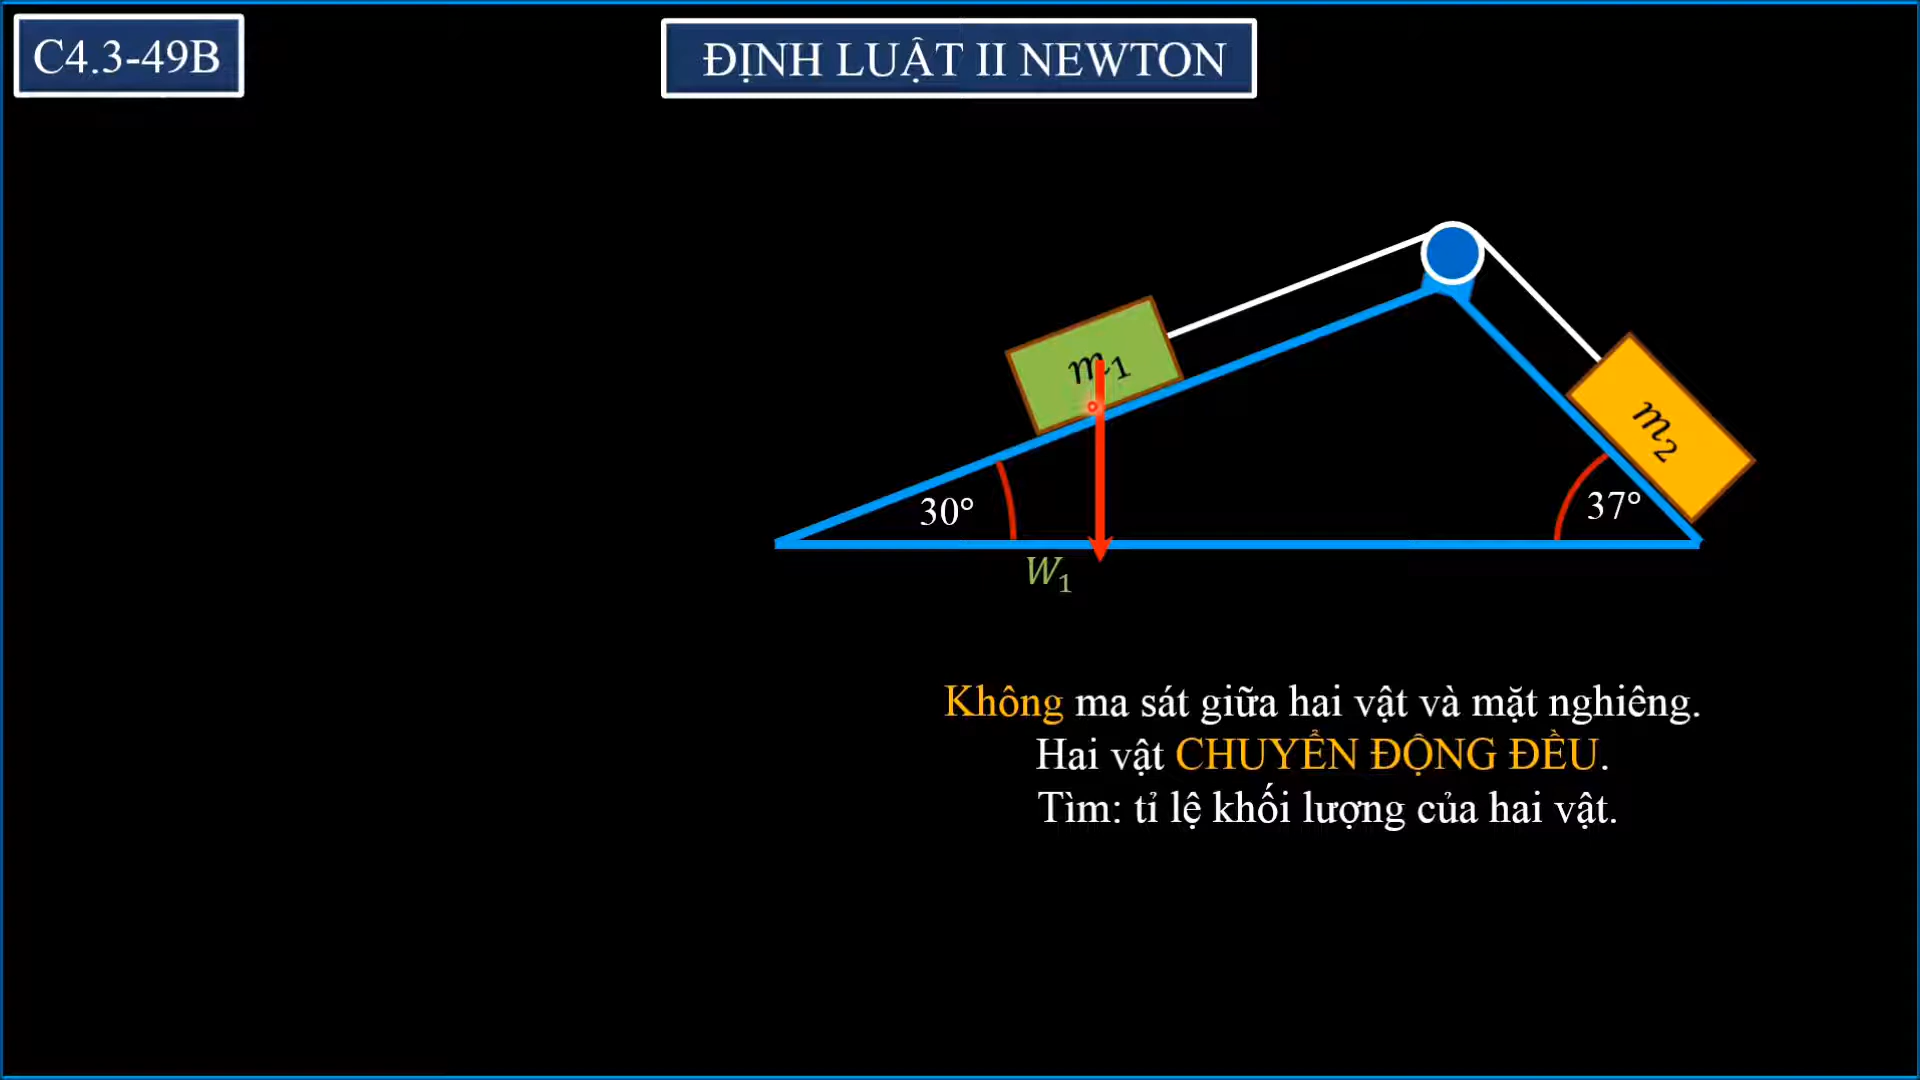 C4.3-49B
ĐỊNH LUẬT II NEWTON
m₁
m₂
30°
37°
W₁
Không ma sát giữa hai vật và mặt nghiêng.
Hai vật CHUYỂN ĐỘNG ĐỀU.
Tìm: tỉ lệ khối lượng của hai vật.